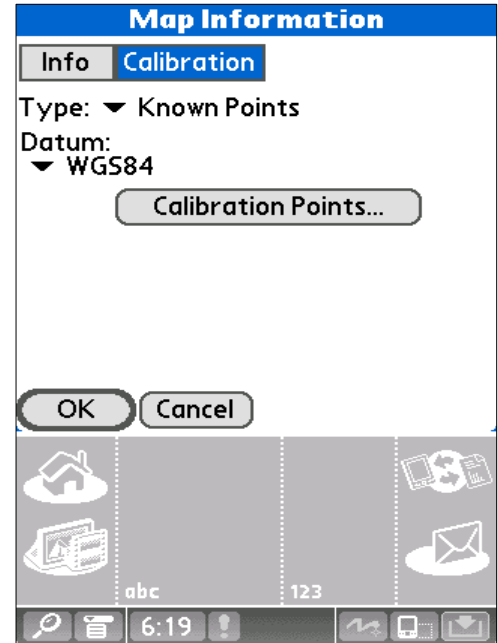 Map Information
Info Calibration
Type: Known Points
Datum:
WGS84
Calibration Points...
OK Cancel
abc 123
6:19